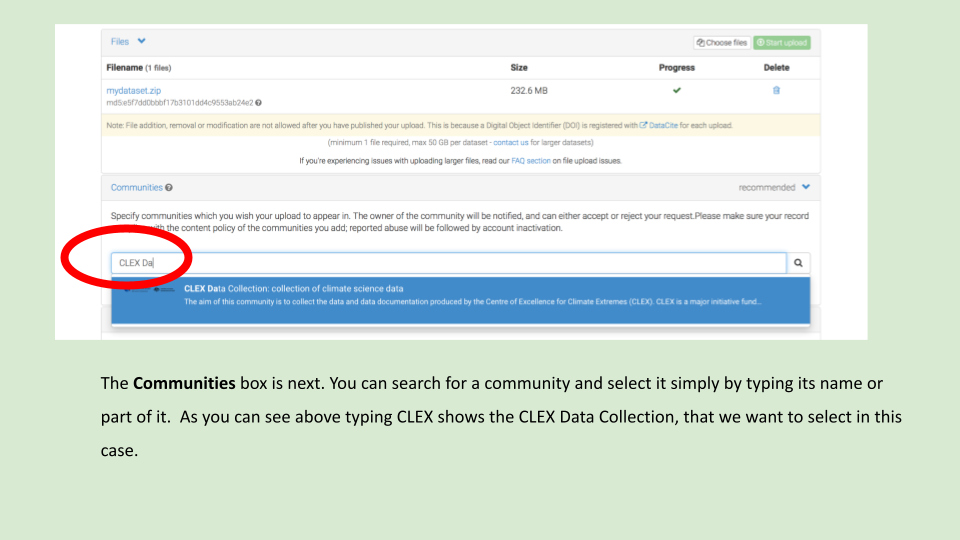 Files
Choose files
Start upload
Filename (1 files) Size Progress Delete
mydataset.zip 232.6 MB
md5:e5f7dd0bbbf17b3101dd4c9553ab24e2
Note: File addition, removal or modification are not allowed after you have published your upload. This is because a Digital Object Identifier (DOI) is registered with DataCite for each upload.
(minimum 1 file required, max 50 GB per dataset - contact us for larger datasets)
If you're experiencing issues with uploading larger files, read our FAQ section on file upload issues.
Communities recommended
Specify communities which you wish your upload to appear in. The owner of the community will be notified, and can either accept or reject your request.Please make sure your record
with the content policy of the communities you add; reported abuse will be followed by account inactivation.
CLEX Da
CLEX Data Collection: collection of climate science data
The aim of this community is to collect the data and data documentation produced by the Centre of Excellence for Climate Extremes (CLEX). CLEX is a major initiative fund...
The Communities box is next. You can search for a community and select it simply by typing its name or
part of it. As you can see above typing CLEX shows the CLEX Data Collection, that we want to select in this
case.